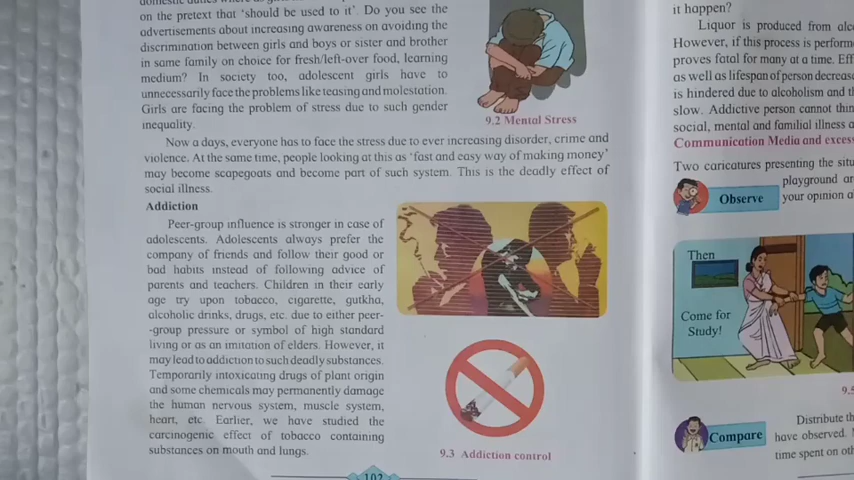 on the pretext that 'should be used to it'. Do you see the
advertisements about increasing awareness on avoiding the
discrimination between girls and boys or sister and brother
in same family on choice for fresh/left-over food, learning
medium? In society too, adolescent girls have to
unnecessarily face the problems like teasing and molestation.
Girls are facing the problem of stress due to such gender
inequality.
9.2 Mental Stress
Now a days, everyone has to face the stress due to ever increasing disorder, crime and
violence. At the same time, people looking at this as 'fast and easy way of making money'
may become scapegoats and become part of such system. This is the deadly effect of
social illness.
Addiction
Peer-group influence is stronger in case of
adolescents. Adolescents always prefer the
company of friends and follow their good or
bad habits instead of following advice of
parents and teachers. Children in their early
age try upon tobacco, cigarette, gutkha,
alcoholic drinks, drugs, etc. due to either peer-
-group pressure or symbol of high standard
living or as an imitation of elders. However, it
may lead to addiction to such deadly substances.
Temporarily intoxicating drugs of plant origin
and some chemicals may permanently damage
the human nervous system, muscle system,
heart, etc. Earlier, we have studied the
carcinogenic effect of tobacco containing
substances on mouth and lungs.
9.3 Addiction control
102
it happen?
Liquor is produced from
However, if this process is
proves fatal for many at a time.
as well as lifespan of person
is hindered due to alcoholism and
slow. Addictive person cannot
social, mental and familial illness
Communication Media and
Two caricatures presenting the
playground
Observe
your opinion
Then
Come for
Study!
Distribute
Compare
have observed.
time spent on